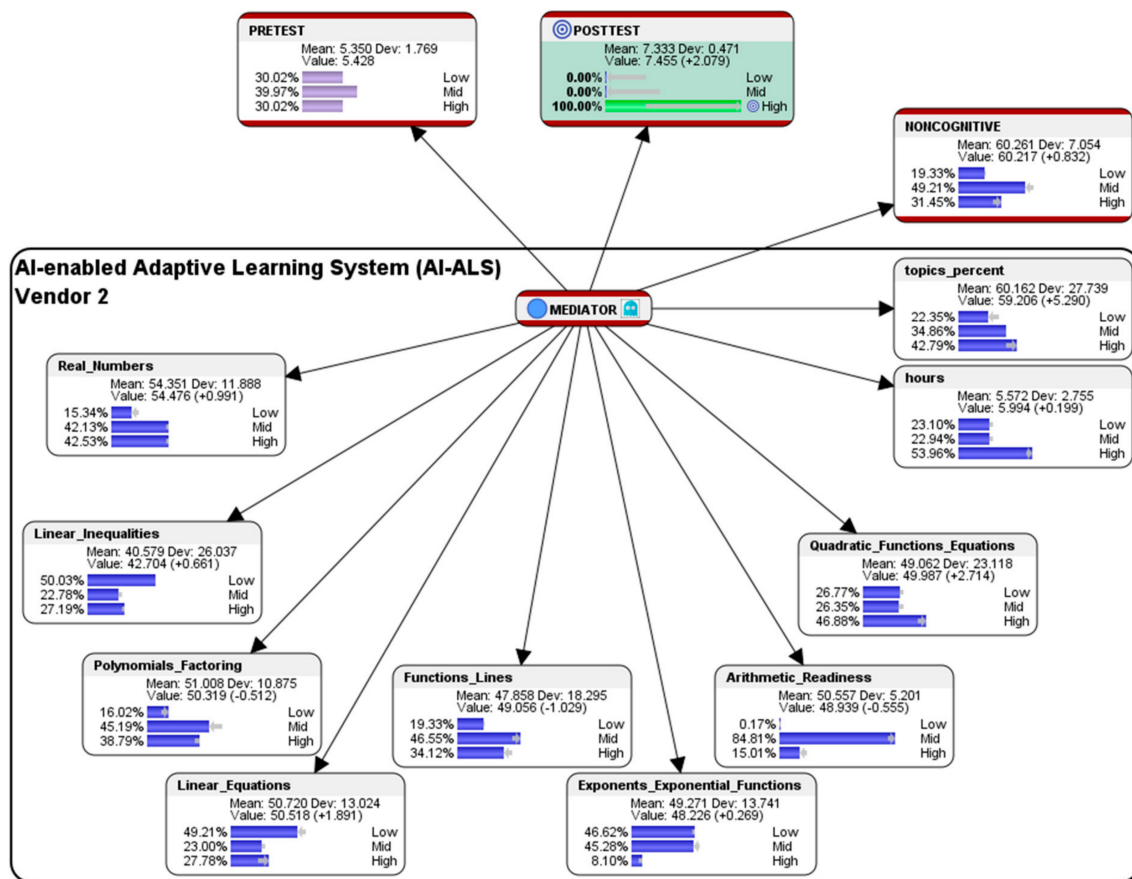 PRETEST
Mean: 5.350 Dev: 1.769
Value: 5.428
30.02% Low
39.97% Mid
30.02% High
POSTTEST
Mean: 7.333 Dev: 0.471
Value: 7.455 (+2.079)
0.00% Low
0.00% Mid
100.00% High
NONCOGNITIVE
Mean: 60.261 Dev: 7.054
Value: 60.217 (+0.832)
19.33% Low
49.21% Mid
31.45% High
AI-enabled Adaptive Learning System (AI-ALS)
Vendor 2
MEDIATOR
topics_percent
Mean: 60.162 Dev: 27.739
Value: 59.206 (+5.290)
22.35% Low
34.86% Mid
42.79% High
Real_Numbers
Mean: 54.351 Dev: 11.888
Value: 54.476 (+0.991)
15.34% Low
42.13% Mid
42.53% High
hours
Mean: 5.572 Dev: 2.755
Value: 5.994 (+0.199)
23.10% Low
22.94% Mid
53.96% High
Linear_Inequalities
Mean: 40.579 Dev: 26.037
Value: 42.704 (+0.661)
50.03% Low
22.78% Mid
27.19% High
Quadratic_Functions_Equations
Mean: 49.062 Dev: 23.118
Value: 49.987 (+2.714)
26.77% Low
26.35% Mid
46.88% High
Polynomials_Factoring
Mean: 51.008 Dev: 10.875
Value: 50.319 (-0.512)
16.02% Low
45.19% Mid
38.79% High
Functions_Lines
Mean: 47.858 Dev: 18.295
Value: 49.056 (-1.029)
19.33% Low
46.55% Mid
34.12% High
Arithmetic_Readiness
Mean: 50.557 Dev: 5.201
Value: 48.939 (-0.555)
0.17% Low
84.81% Mid
15.01% High
Linear_Equations
Mean: 50.720 Dev: 13.024
Value: 50.518 (+1.891)
49.21% Low
23.00% Mid
27.78% High
Exponents_Exponential_Functions
Mean: 49.271 Dev: 13.741
Value: 48.226 (+0.269)
46.62% Low
45.28% Mid
8.10% High